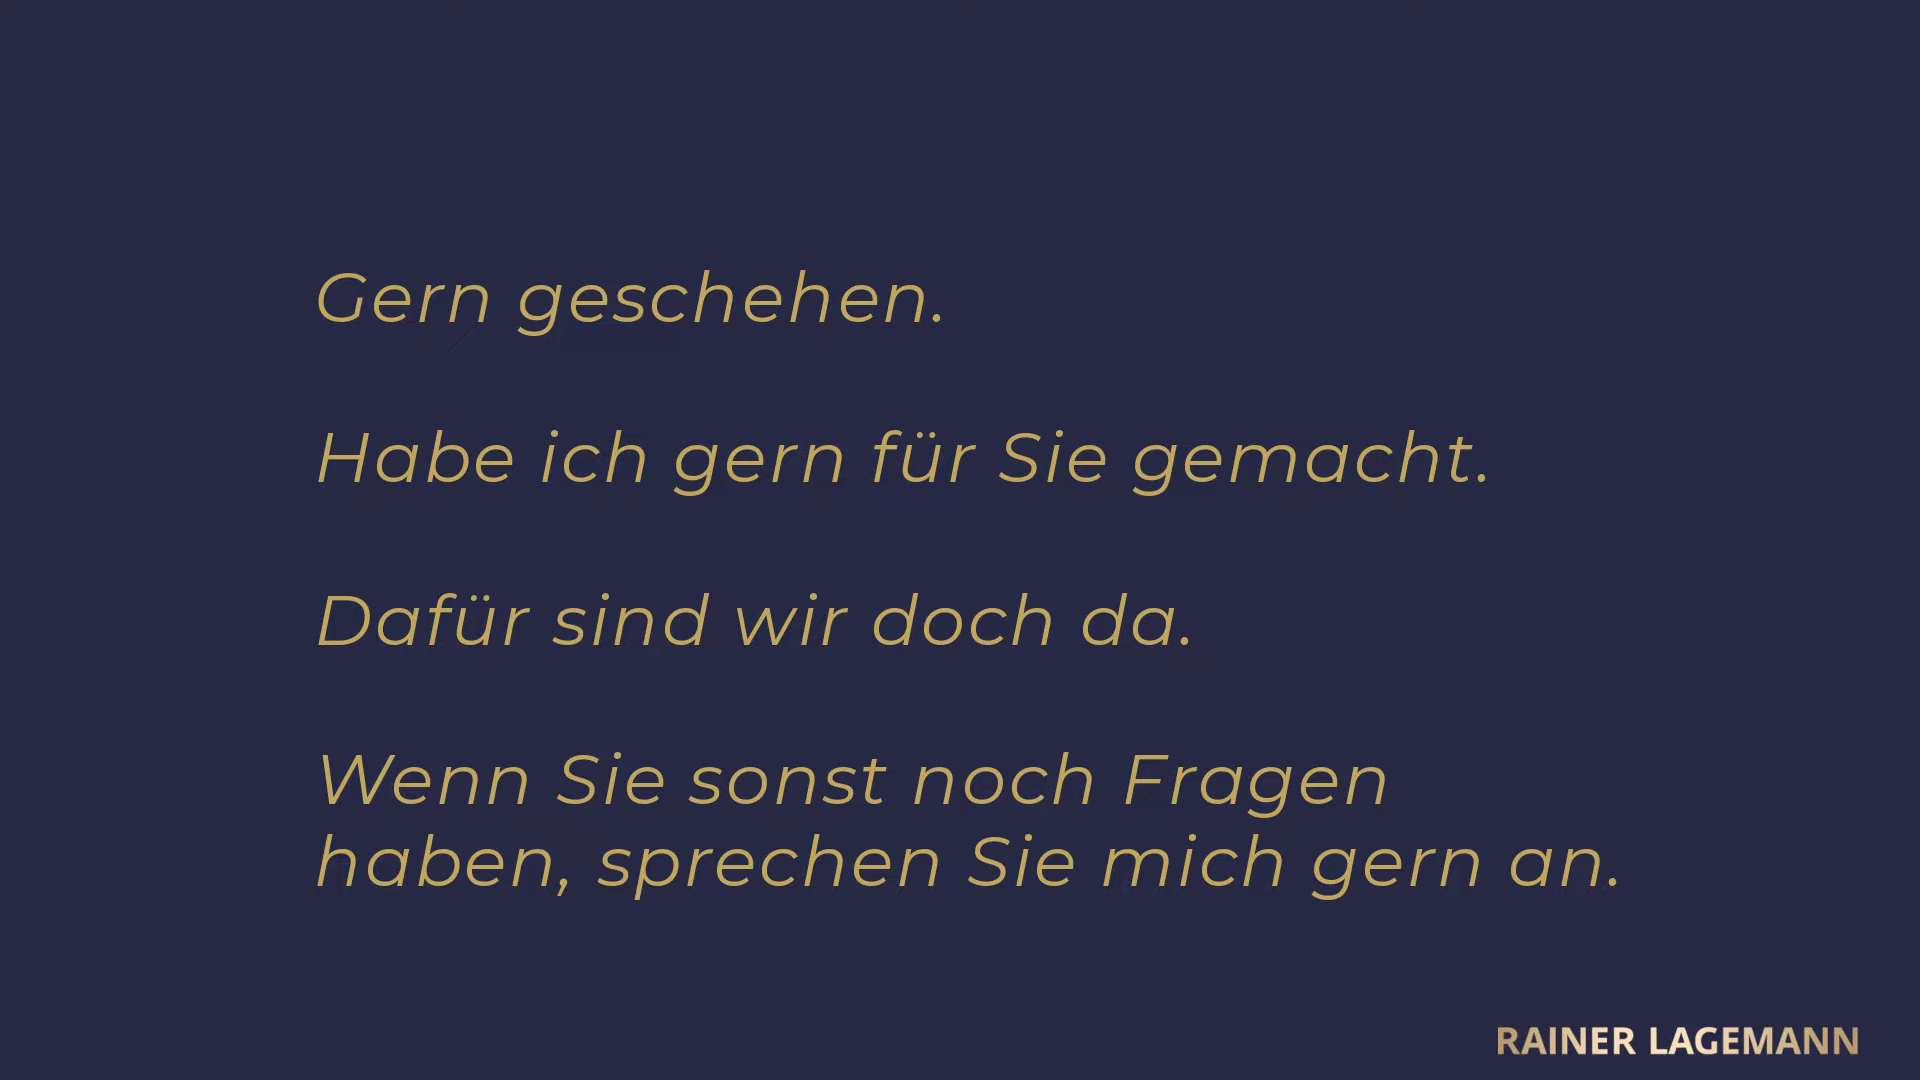 Gern geschehen.
Habe ich gern für Sie gemacht.
Dafür sind wir doch da.
Wenn Sie sonst noch Fragen
haben, sprechen Sie mich gern an.
RAINER LAGEMANN